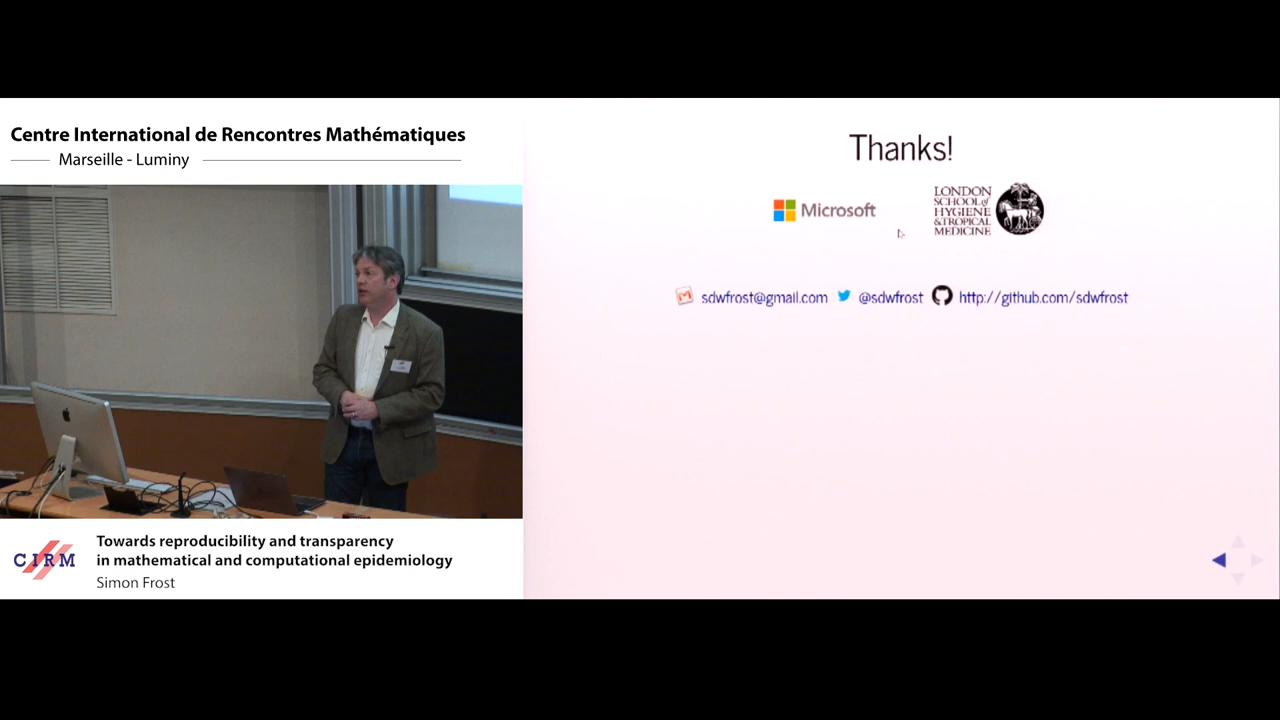 Centre International de Rencontres Mathématiques
Marseille - Luminy
Thanks!
Microsoft
LONDON
SCHOOL of
HYGIENE
& TROPICAL
MEDICINE
sdwfrost@gmail.com @sdwfrost http://github.com/sdwfrost
CIRM
Towards reproducibility and transparency
in mathematical and computational epidemiology
Simon Frost